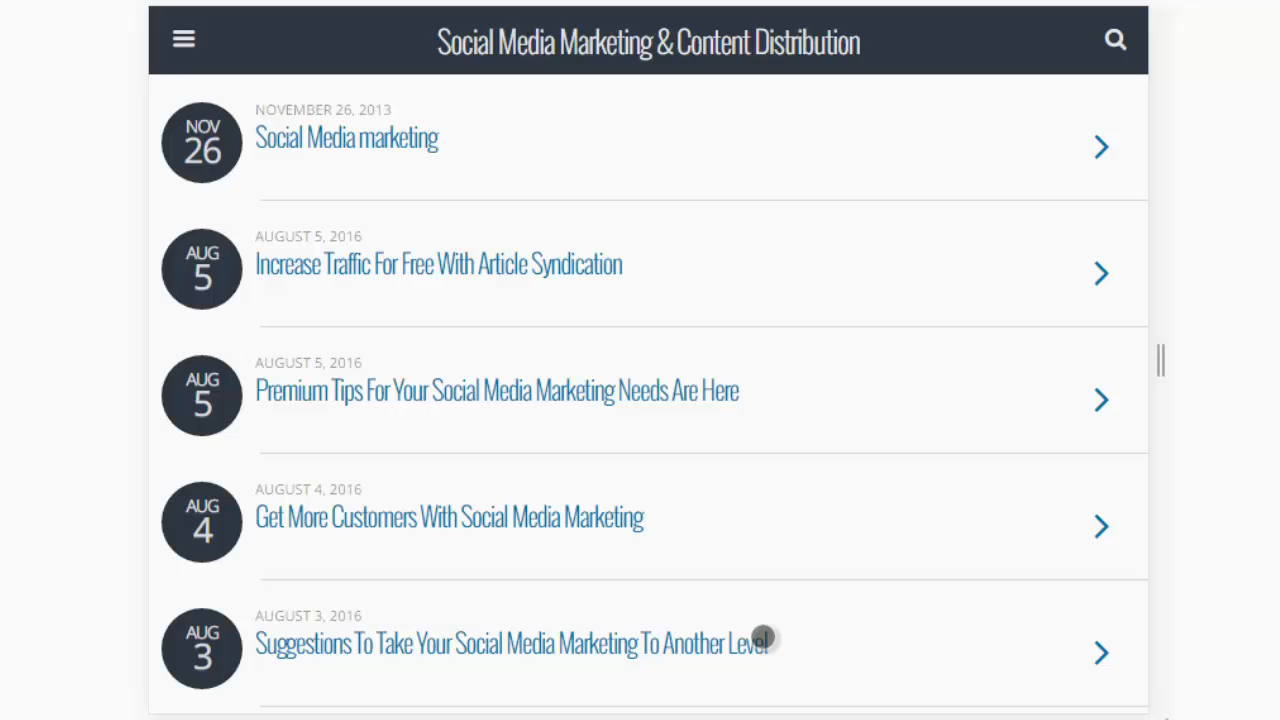 Social Media Marketing & Content Distribution
NOV
26
NOVEMBER 26, 2013
Social Media marketing
AUG
5
AUGUST 5, 2016
Increase Traffic For Free With Article Syndication
AUG
5
AUGUST 5, 2016
Premium Tips For Your Social Media Marketing Needs Are Here
AUG
4
AUGUST 4, 2016
Get More Customers With Social Media Marketing
AUG
3
AUGUST 3, 2016
Suggestions To Take Your Social Media Marketing To Another Level